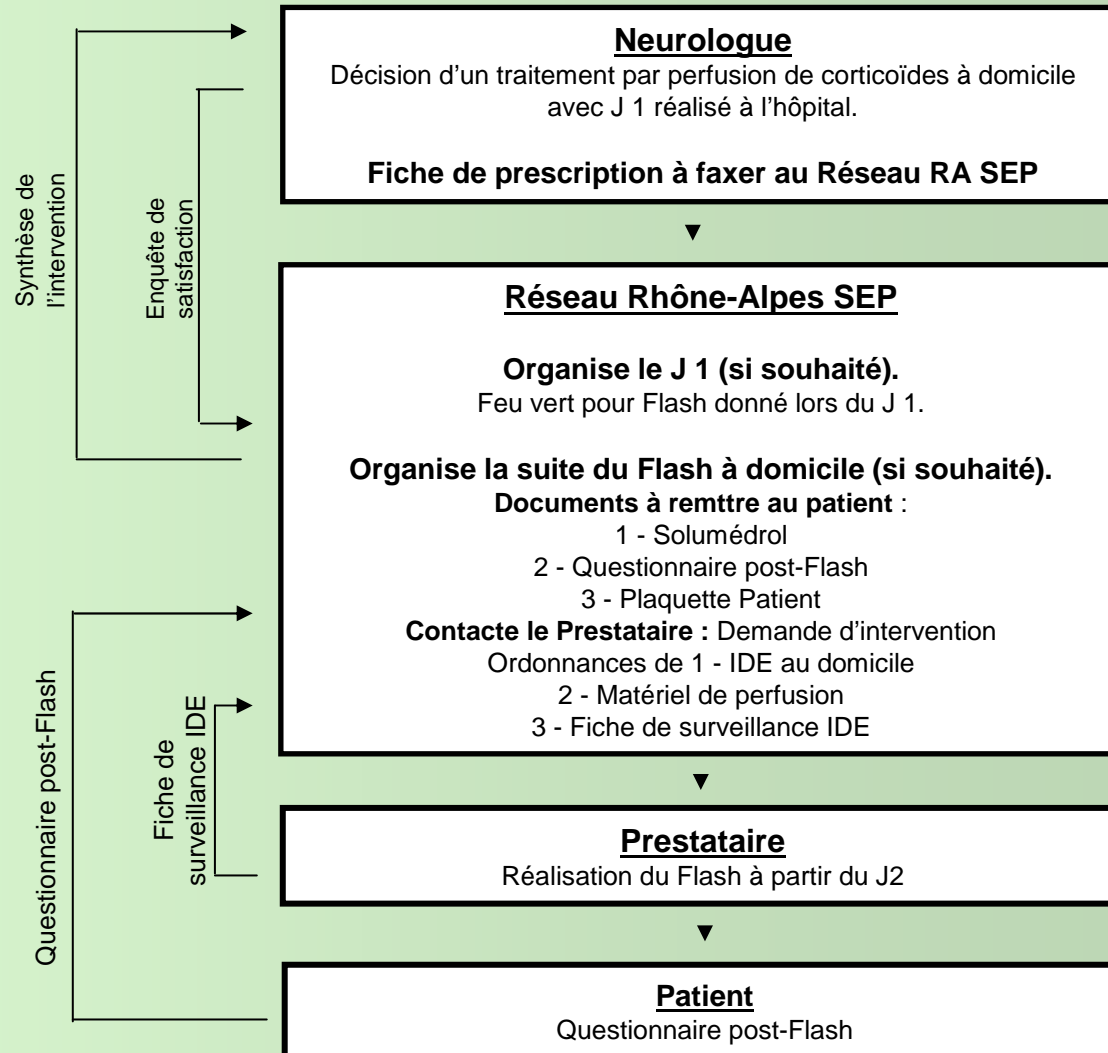 Neurologue
Décision d'un traitement par perfusion de corticoïdes à domicile
avec J 1 réalisé à l'hôpital.
Fiche de prescription à faxer au Réseau RA SEP
Synthèse de
l'intervention
Enquête de
satisfaction
Réseau Rhône-Alpes SEP
Organise le J 1 (si souhaité).
Feu vert pour Flash donné lors du J 1.
Organise la suite du Flash à domicile (si souhaité).
Documents à remttre au patient :
1 - Solumédrol
2 - Questionnaire post-Flash
3 - Plaquette Patient
Contacte le Prestataire : Demande d'intervention
Ordonnances de 1 - IDE au domicile
2 - Matériel de perfusion
3 - Fiche de surveillance IDE
Questionnaire post-Flash
Fiche de
surveillance IDE
Prestataire
Réalisation du Flash à partir du J2
Patient
Questionnaire post-Flash